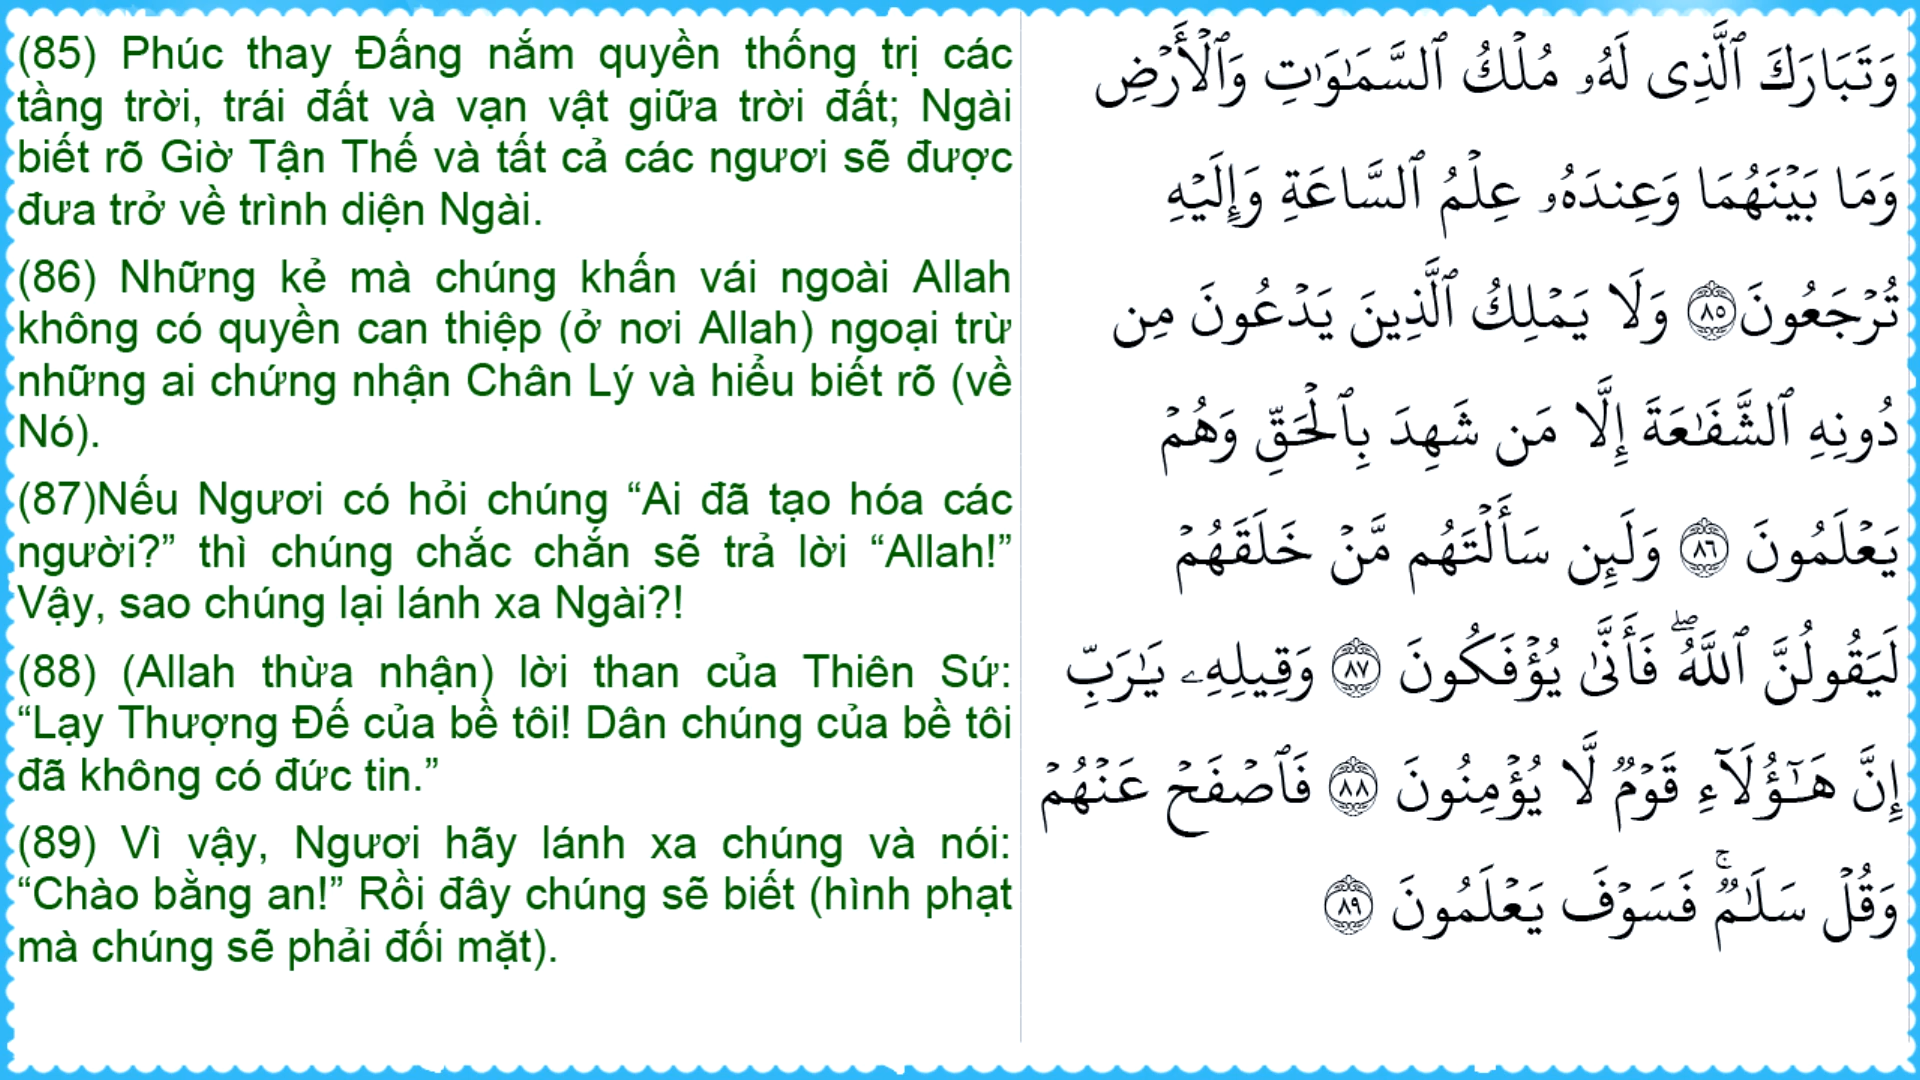 (85) Phúc thay Đấng nắm quyền thống trị các
tầng trời, trái đất và vạn vật giữa trời đất; Ngài
biết rõ Giờ Tận Thế và tất cả các ngươi sẽ được
đưa trở về trình diện Ngài.
(86) Những kẻ mà chúng khấn vái ngoài Allah
không có quyền can thiệp (ở nơi Allah) ngoại trừ
những ai chứng nhận Chân Lý và hiểu biết rõ (về
Nó).
(87)Nếu Ngươi có hỏi chúng “Ai đã tạo hóa các
người?” thì chúng chắc chắn sẽ trả lời “Allah!”
Vậy, sao chúng lại lánh xa Ngài?!
(88) (Allah thừa nhận) lời than của Thiên Sứ:
“Lạy Thượng Đế của bề tôi! Dân chúng của bề tôi
đã không có đức tin.”
(89) Vì vậy, Ngươi hãy lánh xa chúng và nói:
“Chào bằng an!” Rồi đây chúng sẽ biết (hình phạt
mà chúng sẽ phải đối mặt).
وَتَبَارَكَ ٱلَّذِى لَهُۥ مُلْكُ ٱلسَّمَـٰوَٰتِ وَٱلْأَرْضِ
وَمَا بَيْنَهُمَا وَعِندَهُۥ عِلْمُ ٱلسَّاعَةِ وَإِلَيْهِ
تُرْجَعُونَ ٨٥ وَلَا يَمْلِكُ ٱلَّذِينَ يَدْعُونَ مِن
دُونِهِ ٱلشَّفَـٰعَةَ إِلَّا مَن شَهِدَ بِٱلْحَقِّ وَهُمْ
يَعْلَمُونَ ٨٦ وَلَئِن سَأَلْتَهُم مَّنْ خَلَقَهُمْ
لَيَقُولُنَّ ٱللَّهُ ۖ فَأَنَّىٰ يُؤْفَكُونَ ٨٧ وَقِيلِهِۦ يَـٰرَبِّ
إِنَّ هَـٰٓؤُلَآءِ قَوْمٌ لَّا يُؤْمِنُونَ ٨٨ فَٱصْفَحْ عَنْهُمْ
وَقُلْ سَلَـٰمٌ ۚ فَسَوْفَ يَعْلَمُونَ ٨٩